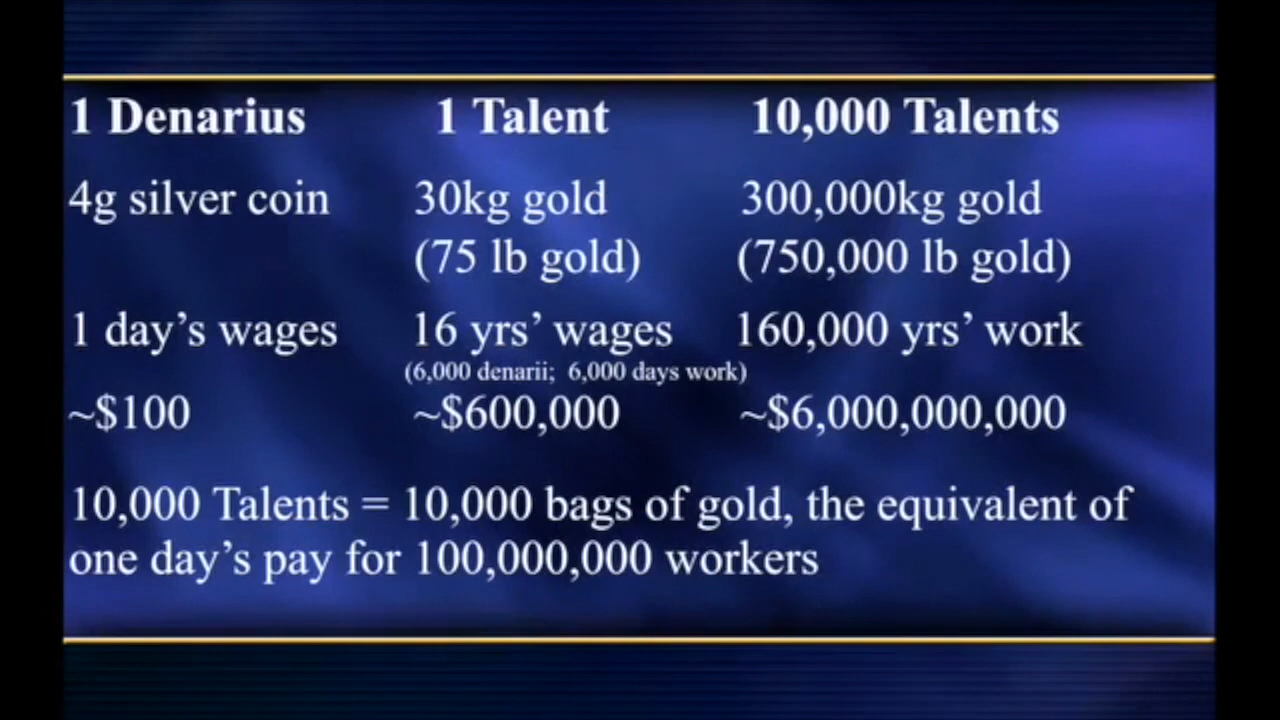 1 Denarius 1 Talent 10,000 Talents
4g silver coin 30kg gold 300,000kg gold
(75 lb gold) (750,000 lb gold)
1 day’s wages 16 yrs’ wages 160,000 yrs’ work
(6,000 denarii; 6,000 days work)
~$100 ~$600,000 ~$6,000,000,000
10,000 Talents = 10,000 bags of gold, the equivalent of
one day’s pay for 100,000,000 workers